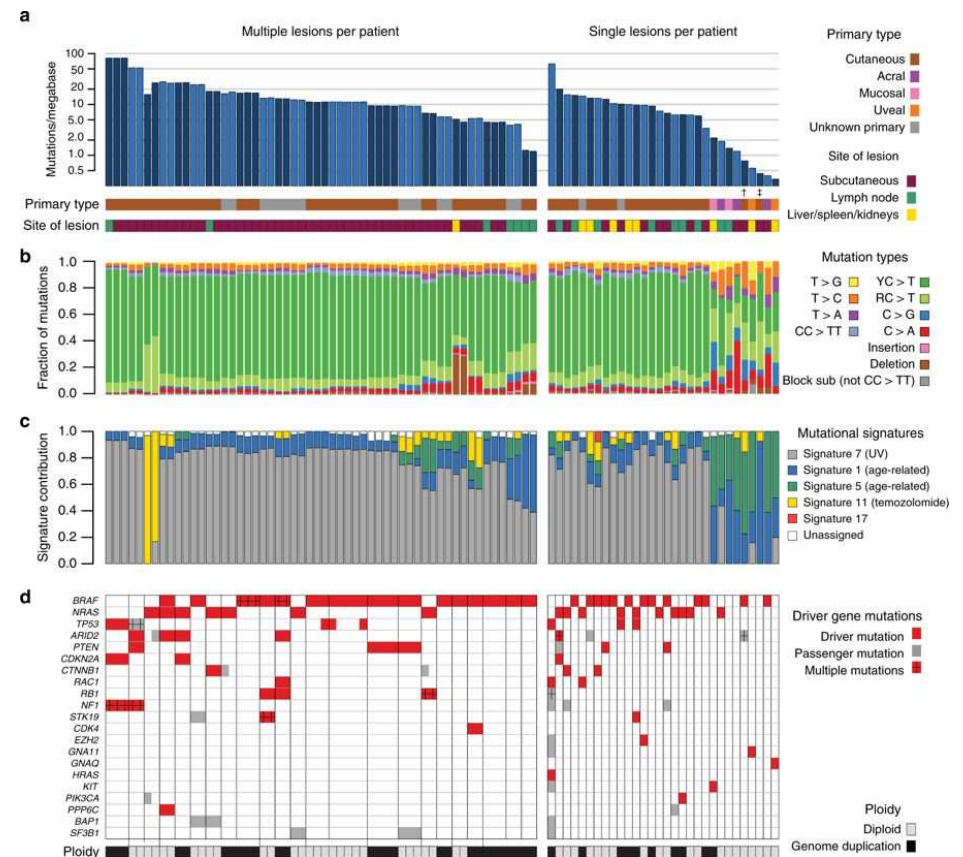 a
Multiple lesions per patient
Single lesions per patient
Mutations/megabase
100
50
20
10
5.0
2.0
1.0
0.5
† ‡
Primary type
Site of lesion
Primary type
Cutaneous
Acral
Mucosal
Uveal
Unknown primary
Site of lesion
Subcutaneous
Lymph node
Liver/spleen/kidneys
b
Fraction of mutations
1.0
0.8
0.6
0.4
0.2
0.0
Mutation types
T > G YC > T
T > C RC > T
T > A C > G
CC > TT C > A
Insertion
Deletion
Block sub (not CC > TT)
c
Signature contribution
1.0
0.8
0.6
0.4
0.2
0.0
Mutational signatures
Signature 7 (UV)
Signature 1 (age-related)
Signature 5 (age-related)
Signature 11 (temozolomide)
Signature 17
Unassigned
d
BRAF
NRAS
TP53
ARID2
PTEN
CDKN2A
CTNNB1
RAC1
RB1
NF1
STK19
CDK4
EZH2
GNA11
GNAQ
HRAS
KIT
PIK3CA
PPP6C
BAP1
SF3B1
Ploidy
Driver gene mutations
Driver mutation
Passenger mutation
Multiple mutations
Ploidy
Diploid
Genome duplication